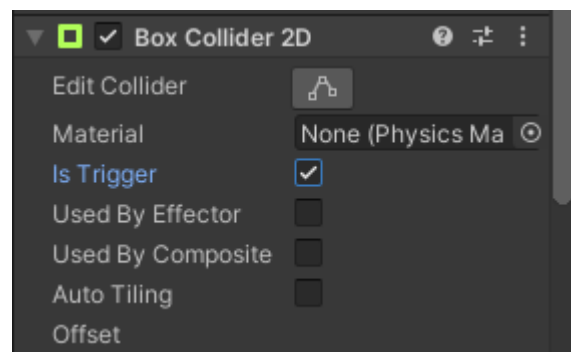 Box Collider 2D
Edit Collider
Material None (Physics Ma
Is Trigger
Used By Effector
Used By Composite
Auto Tiling
Offset